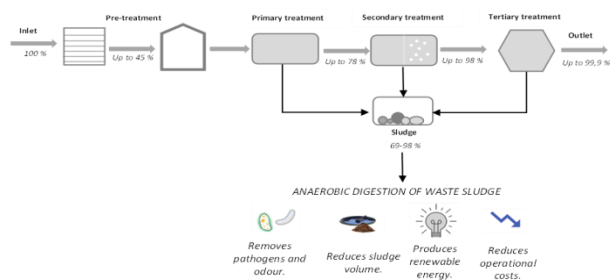 Inlet
100 %
Pre-treatment
Up to 45 %
Primary treatment
Up to 78 %
Secondary treatment
Up to 98 %
Tertiary treatment
Outlet
Up to 99,9 %
Sludge
69-98 %
ANAEROBIC DIGESTION OF WASTE SLUDGE
Removes
pathogens and
odour.
Reduces sludge
volume.
Produces
renewable
energy.
Reduces
operational
costs.